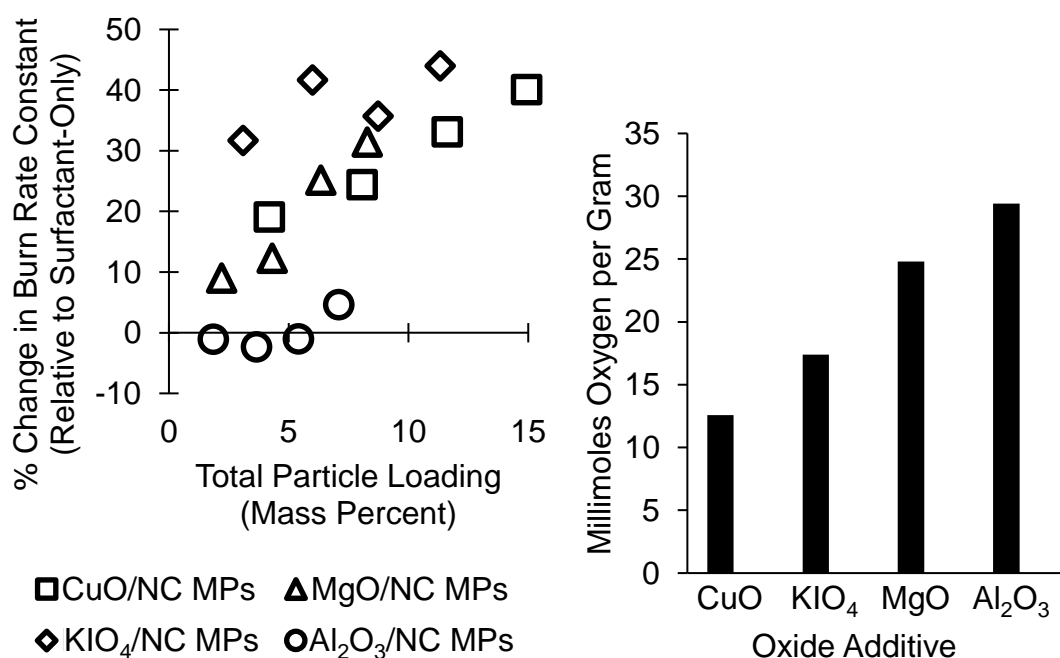 % Change in Burn Rate Constant
(Relative to Surfactant-Only)
50
40
30
20
10
0
-10
0 5 10 15
Total Particle Loading
(Mass Percent)
CuO/NC MPs MgO/NC MPs
KIO₄/NC MPs Al₂O₃/NC MPs
Millimoles Oxygen per Gram
35
30
25
20
15
10
5
0
CuO KIO₄ MgO Al₂O₃
Oxide Additive